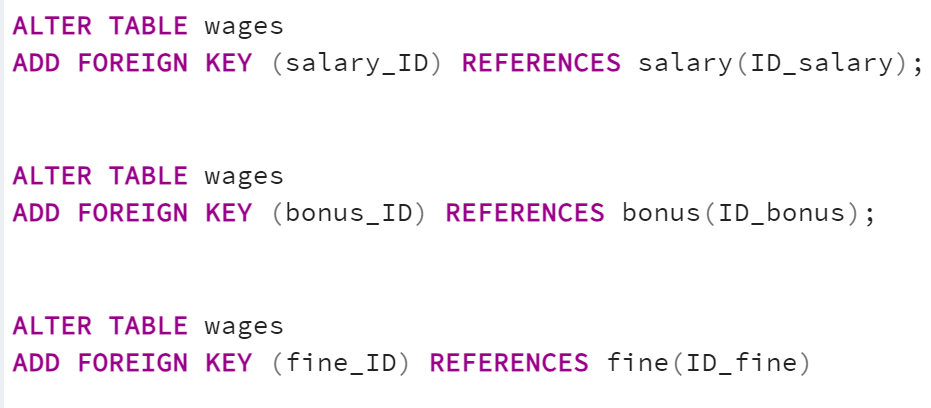 ALTER TABLE wages
ADD FOREIGN KEY (salary_ID) REFERENCES salary(ID_salary);
ALTER TABLE wages
ADD FOREIGN KEY (bonus_ID) REFERENCES bonus(ID_bonus);
ALTER TABLE wages
ADD FOREIGN KEY (fine_ID) REFERENCES fine(ID_fine)